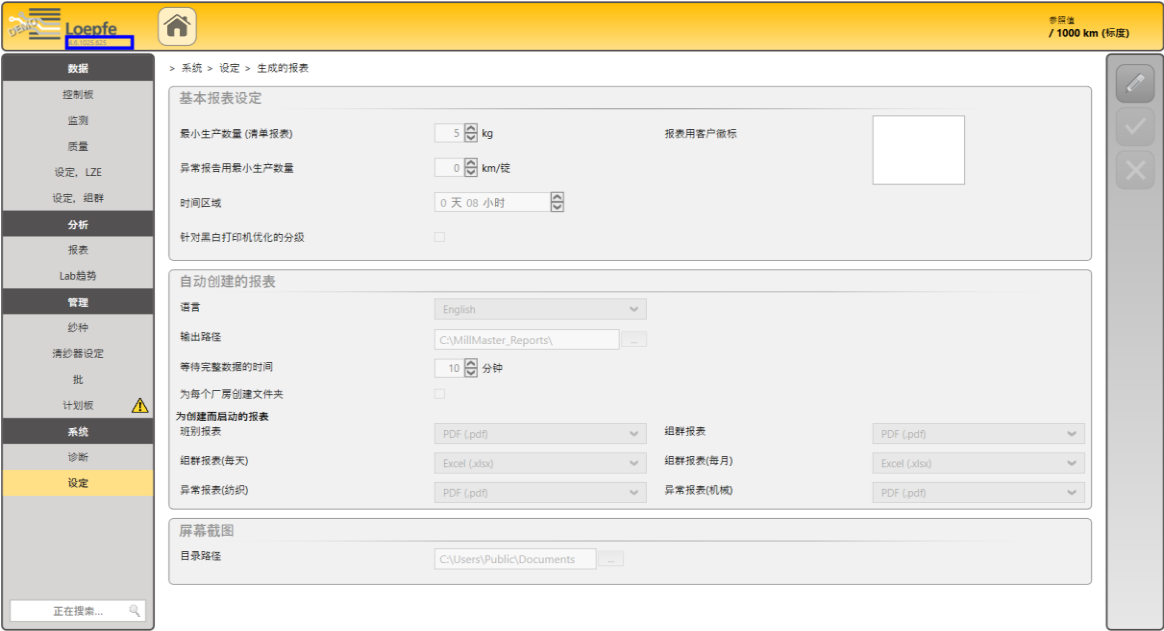 DEMO
Loepfe
4.0.1025.625
参照值
/ 1000 km (标度)
数据
控制板
监测
质量
设定, LZE
设定, 组群
分析
报表
Lab趋势
管理
纱种
清纱器设定
批
计划板
系统
诊断
设定
正在搜索...
> 系统 > 设定 > 生成的报表
基本报表设定
最小生产数量 (清单报表) 5 kg 报表用客户徽标
异常报告用最小生产数量 0 km/锭
时间区域 0 天 08 小时
针对黑白打印机优化的分级
自动创建的报表
语言 English
输出路径 C:\MillMaster_Reports\ ...
等待完整数据的时间 10 分钟
为每个厂房创建文件夹
为创建而启动的报表
班别报表 PDF (.pdf) 组群报表 PDF (.pdf)
组群报表(每天) Excel (.xlsx) 组群报表(每月) Excel (.xlsx)
异常报表(纺织) PDF (.pdf) 异常报表(机械) PDF (.pdf)
屏幕截图
目录路径 C:\Users\Public\Documents ...